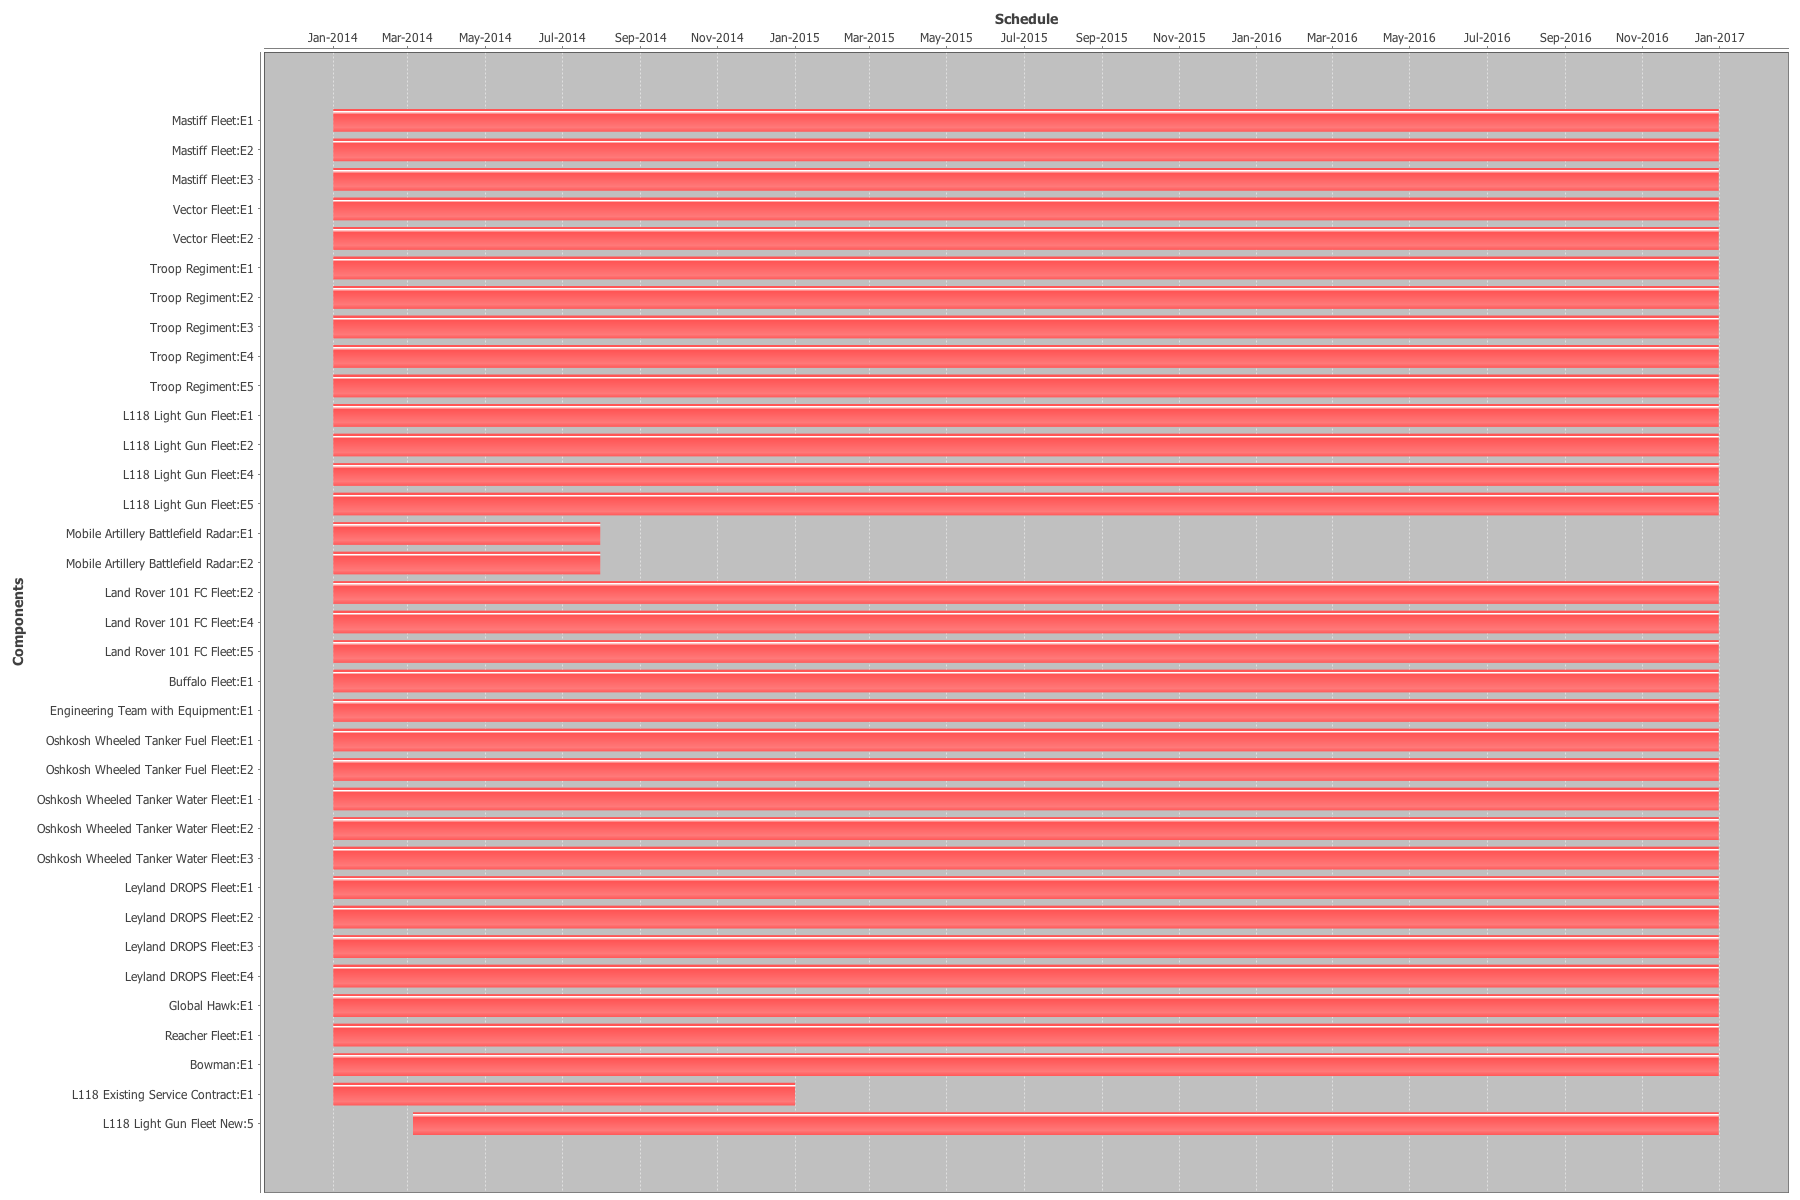 Schedule
Jan-2014 Mar-2014 May-2014 Jul-2014 Sep-2014 Nov-2014 Jan-2015 Mar-2015 May-2015 Jul-2015 Sep-2015 Nov-2015 Jan-2016 Mar-2016 May-2016 Jul-2016 Sep-2016 Nov-2016 Jan-2017
Components
Mastiff Fleet:E1
Mastiff Fleet:E2
Mastiff Fleet:E3
Vector Fleet:E1
Vector Fleet:E2
Troop Regiment:E1
Troop Regiment:E2
Troop Regiment:E3
Troop Regiment:E4
Troop Regiment:E5
L118 Light Gun Fleet:E1
L118 Light Gun Fleet:E2
L118 Light Gun Fleet:E4
L118 Light Gun Fleet:E5
Mobile Artillery Battlefield Radar:E1
Mobile Artillery Battlefield Radar:E2
Land Rover 101 FC Fleet:E2
Land Rover 101 FC Fleet:E4
Land Rover 101 FC Fleet:E5
Buffalo Fleet:E1
Engineering Team with Equipment:E1
Oshkosh Wheeled Tanker Fuel Fleet:E1
Oshkosh Wheeled Tanker Fuel Fleet:E2
Oshkosh Wheeled Tanker Water Fleet:E1
Oshkosh Wheeled Tanker Water Fleet:E2
Oshkosh Wheeled Tanker Water Fleet:E3
Leyland DROPS Fleet:E1
Leyland DROPS Fleet:E2
Leyland DROPS Fleet:E3
Leyland DROPS Fleet:E4
Global Hawk:E1
Reacher Fleet:E1
Bowman:E1
L118 Existing Service Contract:E1
L118 Light Gun Fleet New:5